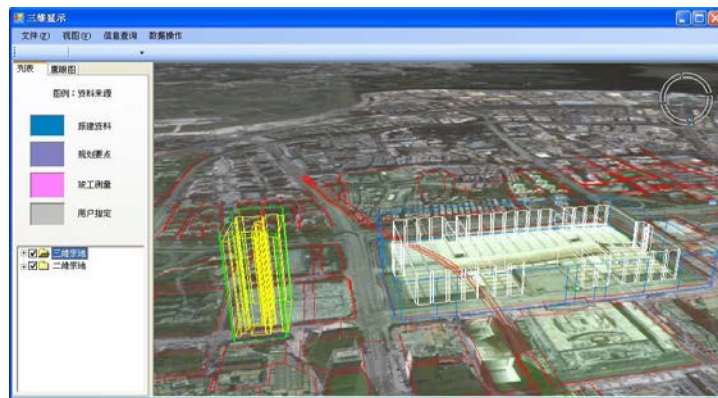 三维显示
文件(F) 视图(V) 信息查询 数据操作
列表 鹰眼图
图例:资料来源
报建资料
规划要点
竣工测量
用户指定
三维宗地
二维宗地